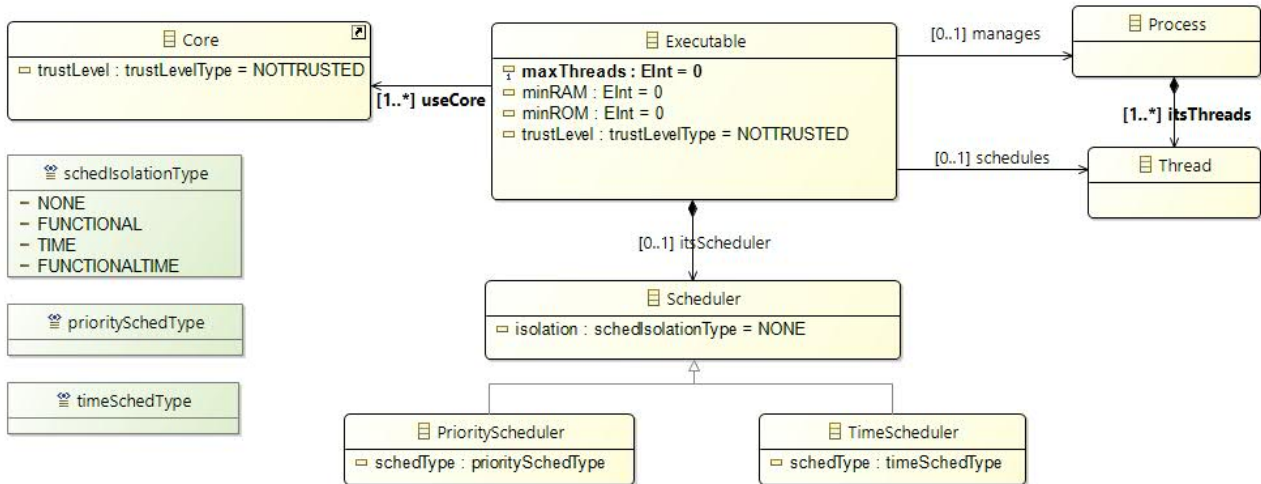 Core
trustLevel : trustLevelType = NOTTRUSTED
[1..*] useCore
Executable
1
maxThreads : EInt = 0
minRAM : EInt = 0
minROM : EInt = 0
trustLevel : trustLevelType = NOTTRUSTED
[0..1] manages
Process
[1..*] itsThreads
[0..1] schedules
Thread
schedIsolationType
NONE
FUNCTIONAL
TIME
FUNCTIONALTIME
[0..1] itsScheduler
Scheduler
isolation : schedIsolationType = NONE
prioritySchedType
timeSchedType
PriorityScheduler
schedType : prioritySchedType
TimeScheduler
schedType : timeSchedType